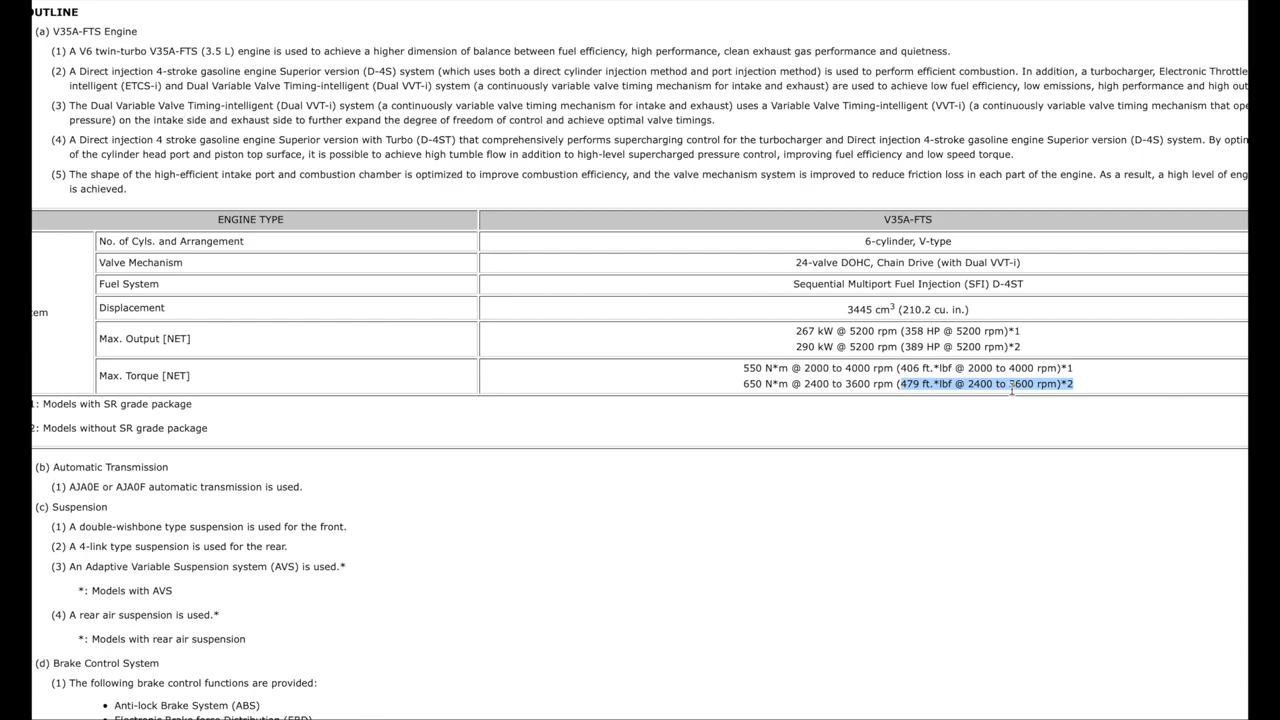 OUTLINE
(a) V35A-FTS Engine
(1) A V6 twin-turbo V35A-FTS (3.5 L) engine is used to achieve a higher dimension of balance between fuel efficiency, high performance, clean exhaust gas performance and quietness.
(2) A Direct injection 4-stroke gasoline engine Superior version (D-4S) system (which uses both a direct cylinder injection method and port injection method) is used to perform efficient combustion. In addition, a turbocharger, Electronic Throttle
intelligent (ETCS-i) and Dual Variable Valve Timing-intelligent (Dual VVT-i) system (a continuously variable valve timing mechanism for intake and exhaust) are used to achieve low fuel efficiency, low emissions, high performance and high out
(3) The Dual Variable Valve Timing-intelligent (Dual VVT-i) system (a continuously variable valve timing mechanism for intake and exhaust) uses a Variable Valve Timing-intelligent (VVT-i) (a continuously variable valve timing mechanism that ope
pressure) on the intake side and exhaust side to further expand the degree of freedom of control and achieve optimal valve timings.
(4) A Direct injection 4 stroke gasoline engine Superior version with Turbo (D-4ST) that comprehensively performs supercharging control for the turbocharger and Direct injection 4-stroke gasoline engine Superior version (D-4S) system. By optin
of the cylinder head port and piston top surface, it is possible to achieve high tumble flow in addition to high-level supercharged pressure control, improving fuel efficiency and low speed torque.
(5) The shape of the high-efficient intake port and combustion chamber is optimized to improve combustion efficiency, and the valve mechanism system is improved to reduce friction loss in each part of the engine. As a result, a high level of eng
is achieved.
ENGINE TYPE V35A-FTS
No. of Cyls. and Arrangement 6-cylinder, V-type
Valve Mechanism 24-valve DOHC, Chain Drive (with Dual VVT-i)
Fuel System Sequential Multiport Fuel Injection (SFI) D-4ST
Displacement 3445 cm3 (210.2 cu. in.)
em
Max. Output [NET] 267 kW @ 5200 rpm (358 HP @ 5200 rpm)*1
290 kW @ 5200 rpm (389 HP @ 5200 rpm)*2
Max. Torque [NET] 550 N*m @ 2000 to 4000 rpm (406 ft.*lbf @ 2000 to 4000 rpm)*1
650 N*m @ 2400 to 3600 rpm (479 ft.*lbf @ 2400 to 3600 rpm)*2
1: Models with SR grade package
2: Models without SR grade package
(b) Automatic Transmission
(1) AJA0E or AJA0F automatic transmission is used.
(c) Suspension
(1) A double-wishbone type suspension is used for the front.
(2) A 4-link type suspension is used for the rear.
(3) An Adaptive Variable Suspension system (AVS) is used.*
*: Models with AVS
(4) A rear air suspension is used.*
*: Models with rear air suspension
(d) Brake Control System
(1) The following brake control functions are provided:
• Anti-lock Brake System (ABS)
• Electronic Brake force Distribution (EBD)